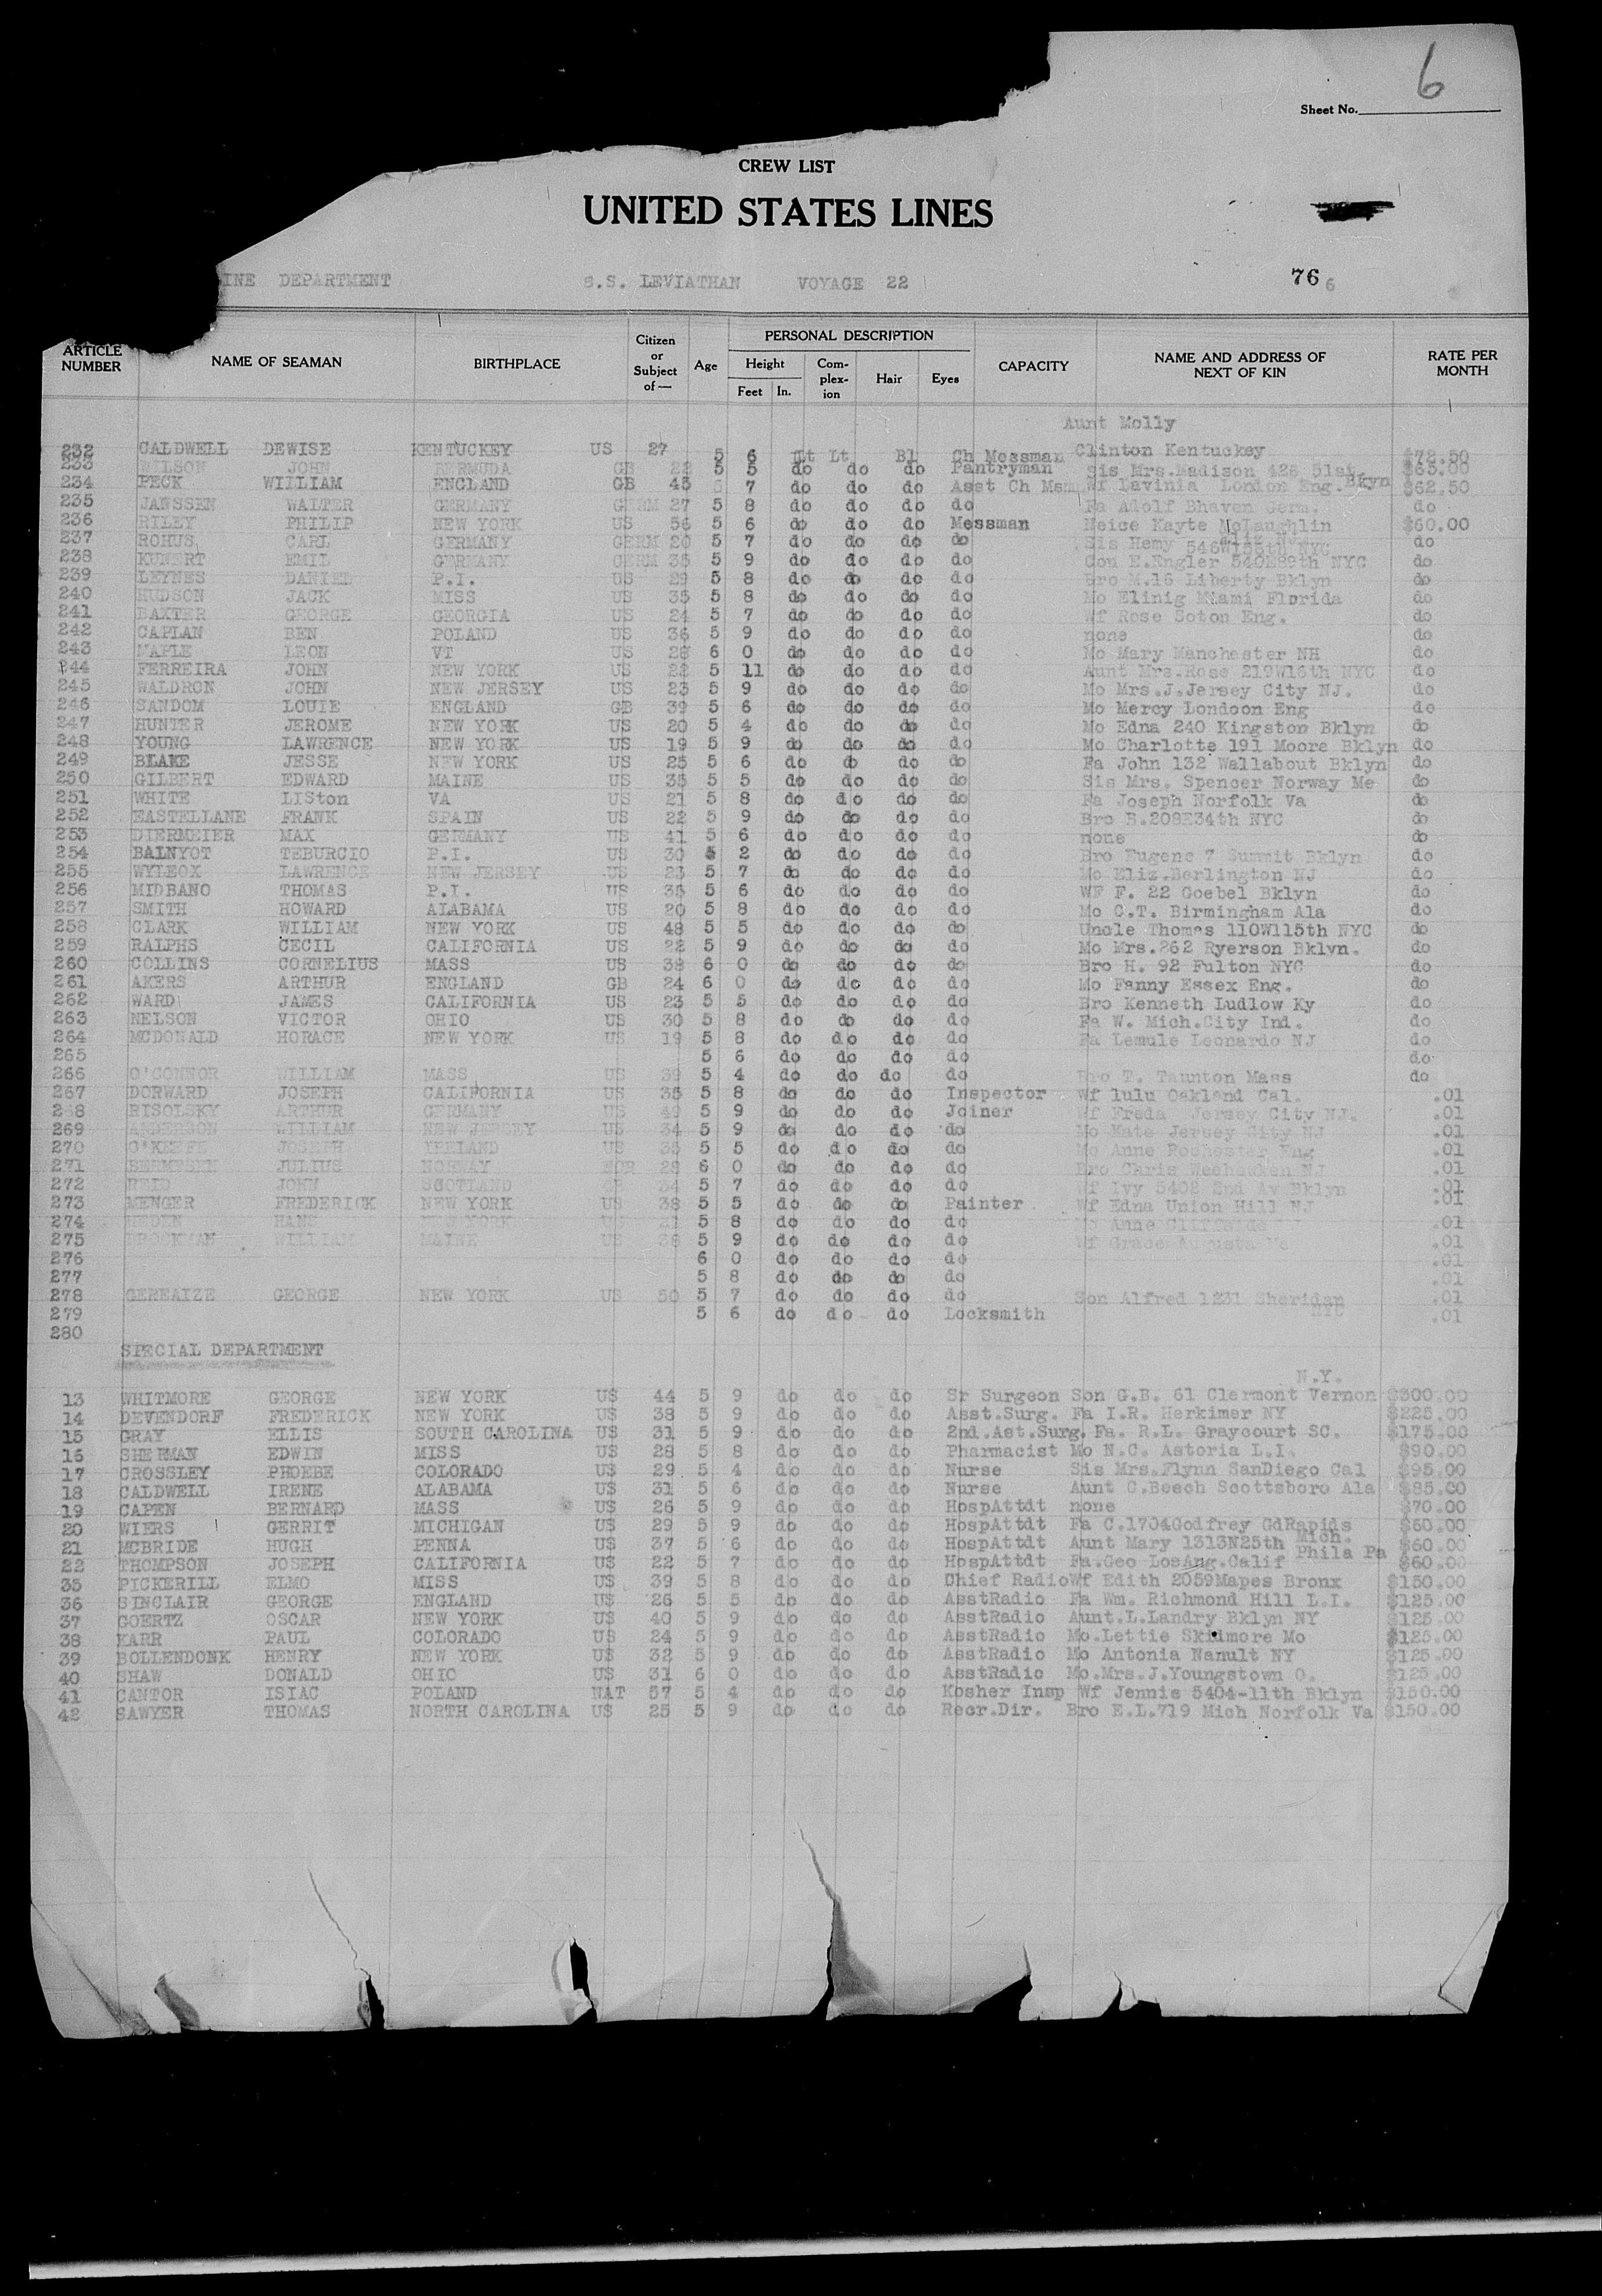 6
Sheet No.
CREW LIST
UNITED STATES LINES
INE DEPARTMENT S.S. LEVIATHAN VOYAGE 22 76 6
ARTICLE NUMBER NAME OF SEAMAN BIRTHPLACE Citizen or Subject of— Age PERSONAL DESCRIPTION Height Feet In. Com-plex-ion Hair Eyes CAPACITY NAME AND ADDRESS OF NEXT OF KIN RATE PER MONTH
Aunt Molly
232 CALDWELL DEWISE KENTUCKEY US 27 5 6 Lt Lt Bl Ch Messman Clinton Kentuckey $72.50
233 WILSON JOHN BERMUDA GB 22 5 5 do do do Pantryman Sis Mrs.Madison 428 51st Bkyn $65.00
234 PECK WILLIAM ENGLAND GB 45 5 7 do do do Asst Ch Msm Wf Lavinia London Eng. $62.50
235 JANSSEN WALTER GERMANY GERM 27 5 8 do do do do Fa Adolf Bhaven Germ. do
236 RILEY PHILIP NEW YORK US 56 5 6 do do do Messman Neice Kayte McLaughlin $60.00
237 ROHUS CARL GERMANY GERM 20 5 7 do do do do Sis Hemy 546W156th NYC do
238 KUNERT EMIL GERMANY GERM 35 5 9 do do do do Cou E.Engler 540E89th NYC do
239 LEYNES DANIEL P.I. US 29 5 8 do do do do Bro M.16 Liberty Bklyn do
240 HUDSON JACK MISS US 35 5 8 do do do do Mo Elinig Miami Florida do
241 BAXTER GEORGE GEORGIA US 24 5 7 do do do do Wf Rose Soton Eng. do
242 CAPLAN BEN POLAND US 36 5 9 do do do do none do
243 MAPLE LEON VT US 28 6 0 do do do do Mo Mary Manchester NH do
244 FERREIRA JOHN NEW YORK US 22 5 11 do do do do Aunt Mrs.Rose 219W16th NYC do
245 WALDRON JOHN NEW JERSEY US 23 5 9 do do do do Mo Mrs.J.Jersey City NJ. do
246 SANDOM LOUIE ENGLAND GB 39 5 6 do do do do Mo Mercy Londoon Eng do
247 HUNTER JEROME NEW YORK US 20 5 4 do do do do Mo Edna 240 Kingston Bklyn do
248 YOUNG LAWRENCE NEW YORK US 19 5 9 do do do do Mo Charlotte 191 Moore Bklyn do
249 BLAKE JESSE NEW YORK US 25 5 6 do do do do Fa John 132 Wallabout Bklyn do
250 GILBERT EDWARD MAINE US 35 5 5 do do do do Sis Mrs. Spencer Norway Me do
251 WHITE LISton VA US 21 5 8 do do do do Fa Joseph Norfolk Va do
252 EASTELLANE FRANK SPAIN US 22 5 9 do do do do Bro B.208E34th NYC do
253 DIERMEIER MAX GERMANY US 41 5 6 do do do do none do
254 BALNYOT TEBURCIO P.I. US 30 5 2 do do do do Bro Eugene 7 Summit Bklyn do
255 WYLEOX LAWRENCE NEW JERSEY US 23 5 7 do do do do Mo Eliz.Berlington NJ do
256 MIDBANO THOMAS P.I. US 35 5 6 do do do do WF F. 22 Goebel Bklyn do
257 SMITH HOWARD ALABAMA US 20 5 8 do do do do Mo C.T. Birmingham Ala do
258 CLARK WILLIAM NEW YORK US 48 5 5 do do do do Uncle Thomas 110W115th NYC do
259 RALPHS CECIL CALIFORNIA US 22 5 9 do do do do Mo Mrs.262 Ryerson Bklvn. do
260 COLLINS CORNELIUS MASS US 38 6 0 do do do do Bro H. 92 Fulton NYC do
261 AKERS ARTHUR ENGLAND GB 24 6 0 do do do do Mo Fanny Essex Eng. do
262 WARD JAMES CALIFORNIA US 23 5 5 do do do do Bro Kenneth Ludlow Ky do
263 NELSON VICTOR OHIO US 30 5 8 do do do do Fa W. Mich.City Ind. do
264 MCDONALD HORACE NEW YORK US 19 5 8 do do do do Fa Lemule Leonardo NJ do
265 5 6 do do do do do
266 O'CONNOR WILLIAM MASS US 39 5 4 do do do do Bro T. Taunton Mass do
267 DORWARD JOSEPH CALIFORNIA US 35 5 8 do do do Inspector Wf lulu Oakland Cal. .01
268 RISOLSKY ARTHUR GERMANY US 49 5 9 do do do Joiner Wf Freda Jersey City NJ. .01
269 ANDERSON WILLIAM NEW JERSEY US 34 5 9 do do do do Mo Kate Jersey City NJ .01
270 O'KEEFE JOSEPH IRELAND US 35 5 5 do do do do Mo Anne Rochester Eng .01
271 JULIUS NORWAY NOR 28 6 0 do do do do Bro Chris Weehawken NJ .01
272 REID JOHN SCOTLAND 5 7 do do do do Wf Ivy 5402 2nd Av Bklyn .01
273 MENGER FREDERICK NEW YORK US 38 5 5 do do do Painter Wf Edna Union Hill NJ .01
274 HANS NEW YORK US 21 5 8 do do do do Mo Anne .01
275 BROCKMAN WILLIAM MAINE US 38 5 9 do do do do Wf Grace Augusta Me .01
276 6 0 do do do do .01
277 5 8 do do do do .01
278 GEREAIZE GEORGE NEW YORK US 50 5 7 do do do do Son Alfred 1231 Sheridan NYC .01
279 5 6 do do do Locksmith .01
280
SPECIAL DEPARTMENT
N.Y.
13 WHITMORE GEORGE NEW YORK US 44 5 9 do do do Sr Surgeon Son G.B. 61 Clermont Vernon $300.00
14 DEVENDORF FREDERICK NEW YORK US 38 5 9 do do do Asst.Surg. Fa I.R. Herkimer NY $225.00
15 GRAY ELLIS SOUTH CAROLINA US 31 5 9 do do do 2nd.Ast.Surg. Fa. R.L. Graycourt SC. $175.00
16 SHERMAN EDWIN MISS US 28 5 8 do do do Pharmacist Mo N.C. Astoria L.I. $90.00
17 CROSSLEY PHOEBE COLORADO US 29 5 4 do do do Nurse Sis Mrs.Flynn SanDiego Cal $95.00
18 CALDWELL IRENE ALABAMA US 31 5 6 do do do Nurse Aunt C.Beech Scottsboro Ala $85.00
19 CAPEN BERNARD MASS US 26 5 9 do do do HospAttdt none $70.00
20 WIERS GERRIT MICHIGAN US 29 5 9 do do do HospAttdt Fa C.1704Godfrey GdRapids Mich. $60.00
21 MCBRIDE HUGH PENNA US 37 5 6 do do do HospAttdt Aunt Mary 1313N25th Phila Pa $60.00
22 THOMPSON JOSEPH CALIFORNIA US 22 5 7 do do do HospAttdt Fa.Geo LosAng.Calif $60.00
35 PICKERILL ELMO MISS US 39 5 8 do do do Chief Radio Wf Edith 2059Mapes Bronx $150.00
36 SINCLAIR GEORGE ENGLAND US 26 5 5 do do do AsstRadio Fa Wm. Richmond Hill L.I. $125.00
37 GOERTZ OSCAR NEW YORK US 40 5 9 do do do AsstRadio Aunt.L.Landry Bklyn NY $125.00
38 KARR PAUL COLORADO US 24 5 9 do do do AsstRadio Mo.Lettie Skidmore Mo $125.00
39 BOLLENDONK HENRY NEW YORK US 32 5 9 do do do AsstRadio Mo Antonia Nanult NY $125.00
40 SHAW DONALD OHIO US 31 6 0 do do do AsstRadio Mo.Mrs.J.Youngstown O. $125.00
41 CANTOR ISIAC POLAND NAT 57 5 4 do do do Kosher Insp Wf Jennie 5404-11th Bklyn $150.00
42 SAWYER THOMAS NORTH CAROLINA US 25 5 9 do do do Recr.Dir. Bro E.L.719 Mich Norfolk Va $150.00